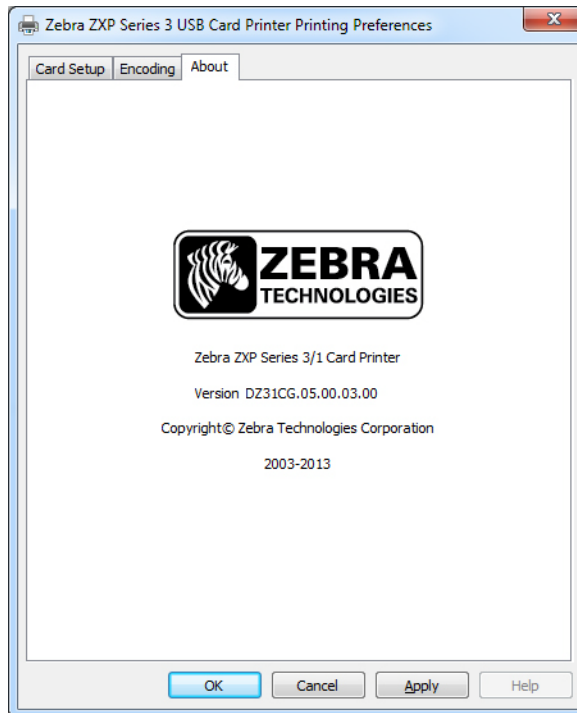 Zebra ZXP Series 3 USB Card Printer Printing Preferences
Card Setup Encoding About
ZEBRA
TECHNOLOGIES
Zebra ZXP Series 3/1 Card Printer
Version DZ31CG.05.00.03.00
Copyright© Zebra Technologies Corporation
2003-2013
OK Cancel Apply Help